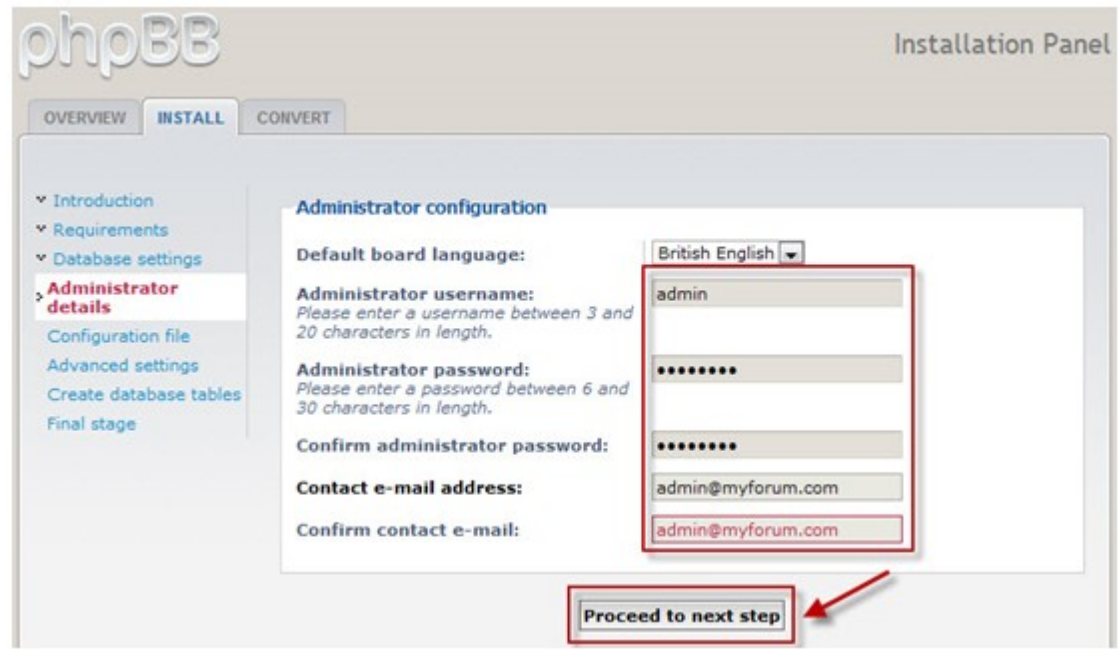 phpBB
Installation Panel
OVERVIEW
INSTALL
CONVERT
Introduction
Requirements
Database settings
Administrator
details
Configuration file
Advanced settings
Create database tables
Final stage
Administrator configuration
Default board language:
British English
Administrator username:
Please enter a username between 3 and
20 characters in length.
admin
Administrator password:
Please enter a password between 6 and
30 characters in length.
••••••••
Confirm administrator password:
••••••••
Contact e-mail address:
admin@myforum.com
Confirm contact e-mail:
admin@myforum.com
Proceed to next step